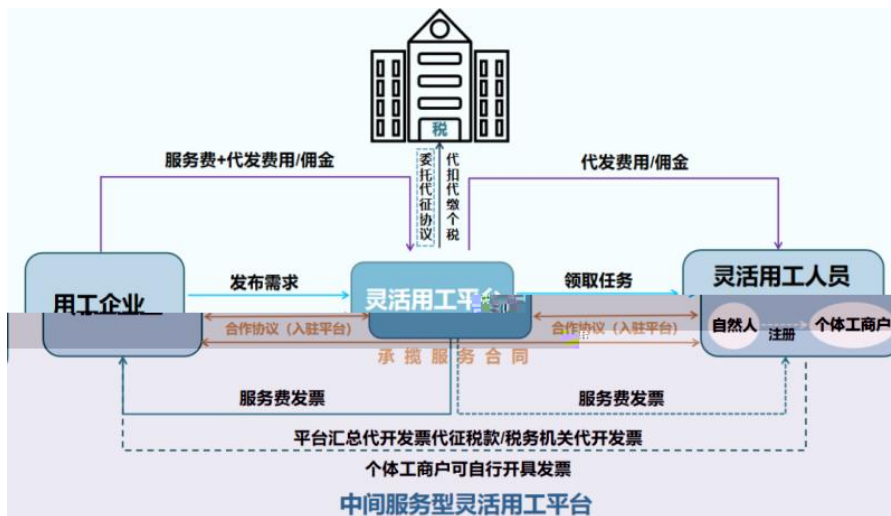 税
服务费+代发费用/佣金
委托代征协议
代扣代缴个税
代发费用/佣金
用工企业
发布需求
灵活用工平台
领取任务
灵活用工人员
合作协议（入驻平台）
合作协议（入驻平台）
自然人
注册
个体工商户
承揽服务合同
服务费发票
服务费发票
平台汇总代开发票代征税款/税务机关代开发票
个体工商户可自行开具发票
中间服务型灵活用工平台